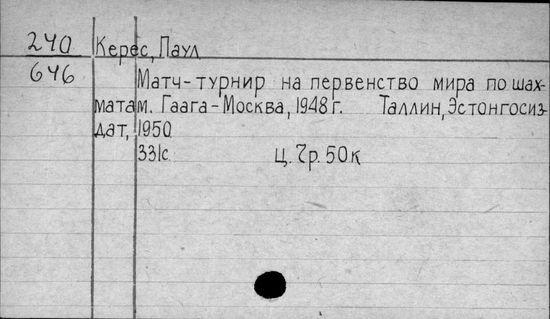 240 Керес, Паул
646 Матч-турнир на первенство мира по шах-
матам. Гаага-Москва, 1948 г. Таллин, Эстонгосиз-
дат, 1950
331с. ц. 7р. 50к